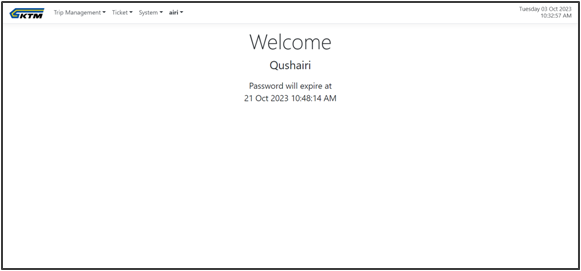 KTM Trip Management Ticket System airi Tuesday 03 Oct 2023
10:32:57 AM
Welcome
Qushairi
Password will expire at
21 Oct 2023 10:48:14 AM